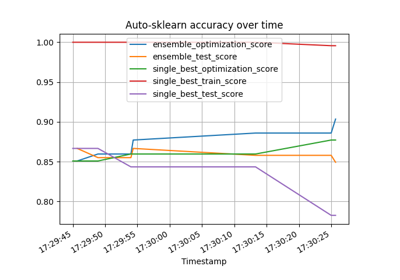 Auto-sklearn accuracy over time
1.00
0.95
0.90
0.85
0.80
ensemble_optimization_score
ensemble_test_score
single_best_optimization_score
single_best_train_score
single_best_test_score
17:29:45
17:29:50
17:29:55
17:30:00
17:30:05
17:30:10
17:30:15
17:30:20
17:30:25
Timestamp